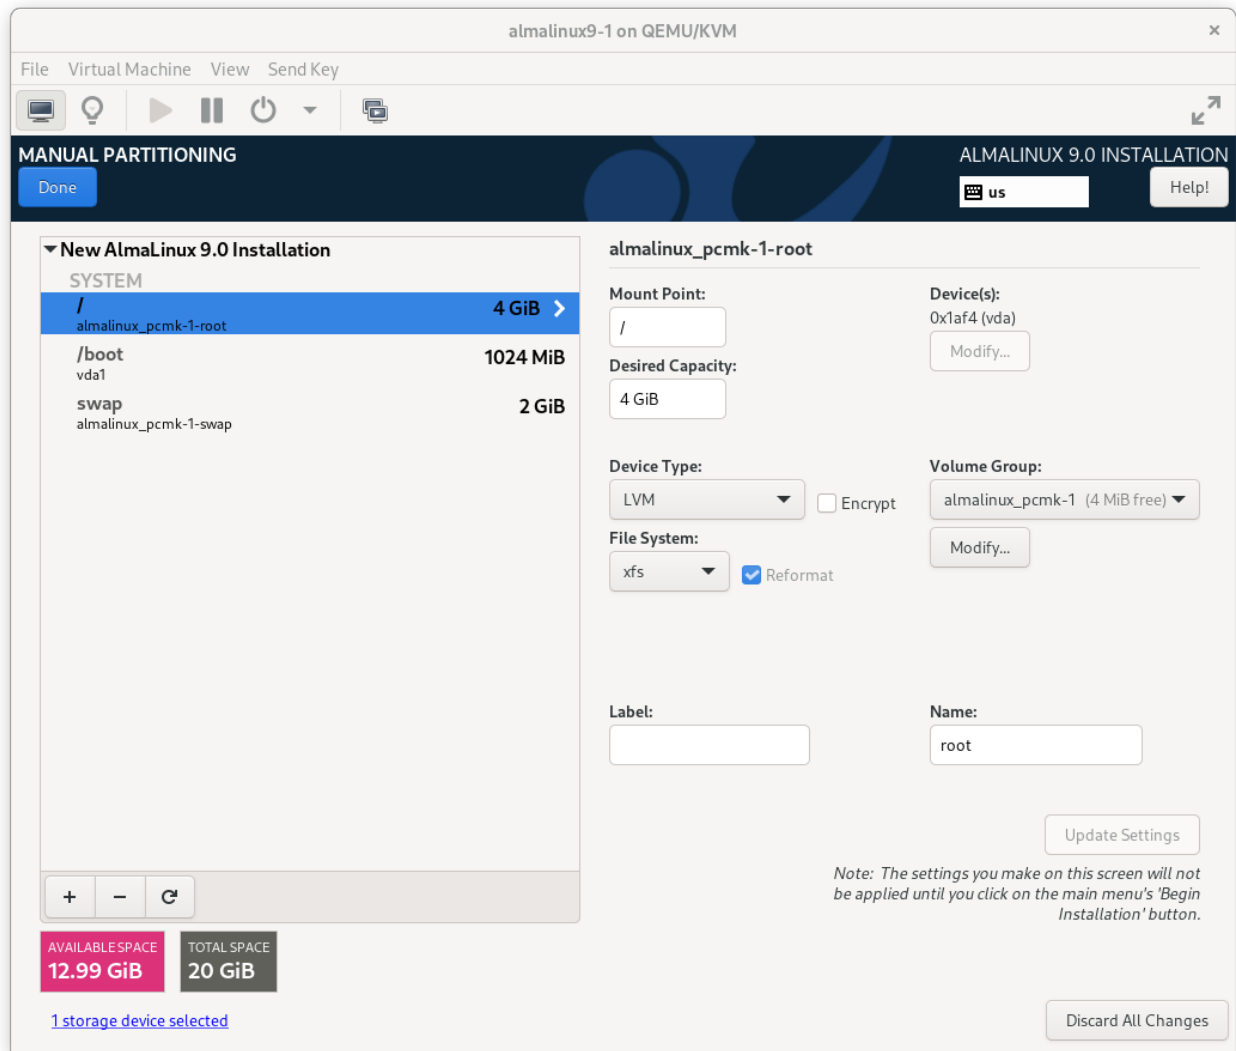 almalinux9-1 on QEMU/KVM
File Virtual Machine View Send Key
MANUAL PARTITIONING
ALMALINUX 9.0 INSTALLATION
Done
us
Help!
New AlmaLinux 9.0 Installation
SYSTEM
/ 4 GiB
almalinux_pcmk-1-root
/boot 1024 MiB
vda1
swap 2 GiB
almalinux_pcmk-1-swap
almalinux_pcmk-1-root
Mount Point:
/
Device(s):
0x1af4 (vda)
Modify...
Desired Capacity:
4 GiB
Device Type:
LVM
Encrypt
Volume Group:
almalinux_pcmk-1 (4 MiB free)
Modify...
File System:
xfs
Reformat
Label:
Name:
root
Update Settings
Note: The settings you make on this screen will not
be applied until you click on the main menu's 'Begin
Installation' button.
AVAILABLE SPACE
12.99 GiB
TOTAL SPACE
20 GiB
1 storage device selected
Discard All Changes